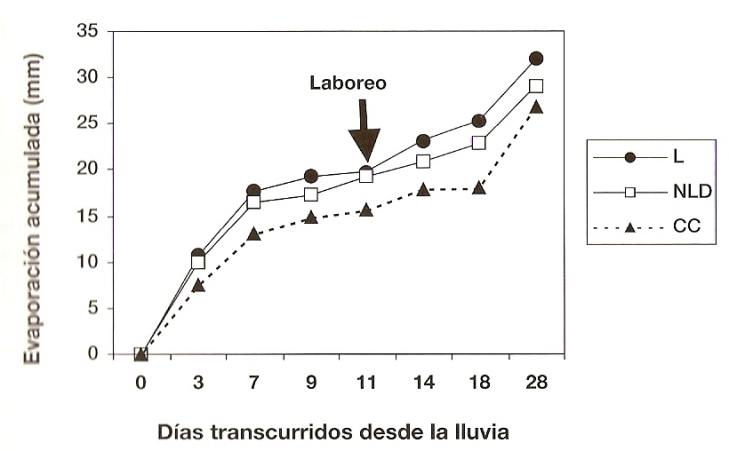 Evaporación acumulada (mm)
35
30
25
20
15
10
5
0
Laboreo
0 3 7 9 11 14 18 28
Días transcurridos desde la lluvia
L
NLD
CC